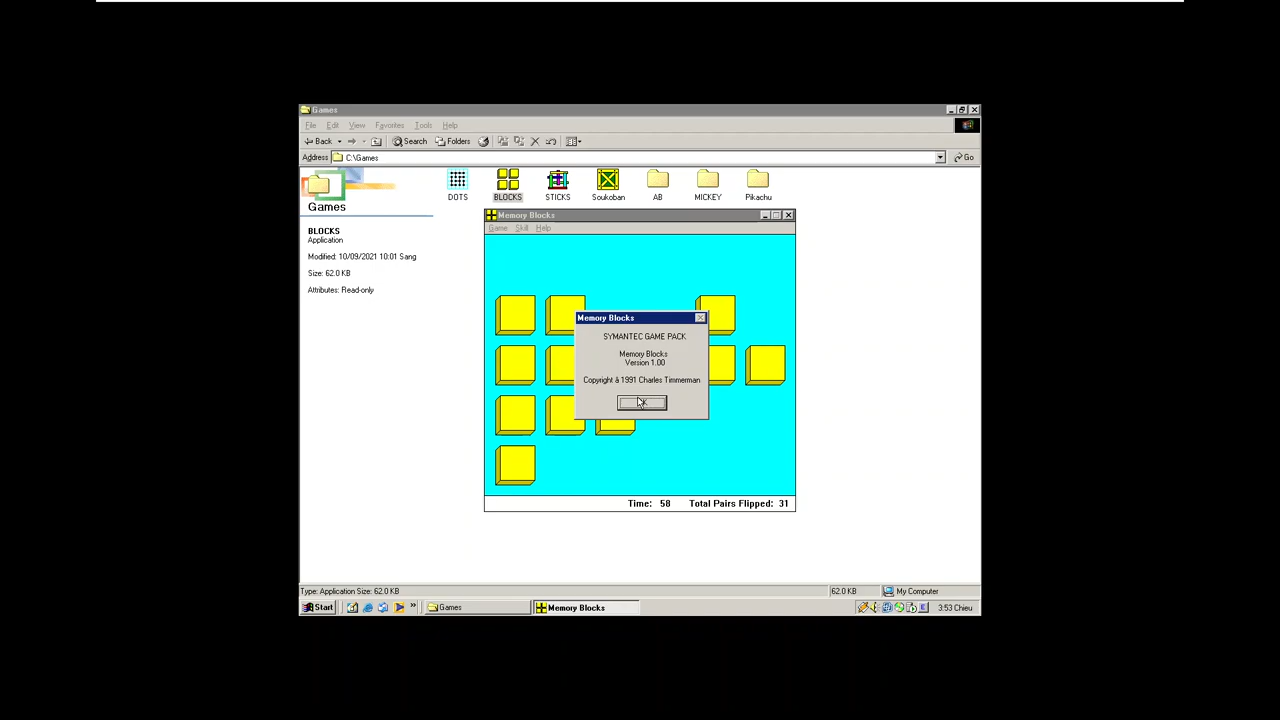 Games
File Edit View Favorites Tools Help
Back Search Folders
Address C:\Games Go
Games
DOTS BLOCKS STICKS Soukoban AB MICKEY Pikachu
BLOCKS
Application
Modified: 10/09/2021 10:01 Sang
Size: 62.0 KB
Attributes: Read-only
Memory Blocks
Game Skill Help
Memory Blocks
SYMANTEC GAME PACK
Memory Blocks
Version 1.00
Copyright â 1991 Charles Timmerman
Time: 58 Total Pairs Flipped: 31
Type: Application Size: 62.0 KB 62.0 KB My Computer
Start Games Memory Blocks E 3:53 Chieu